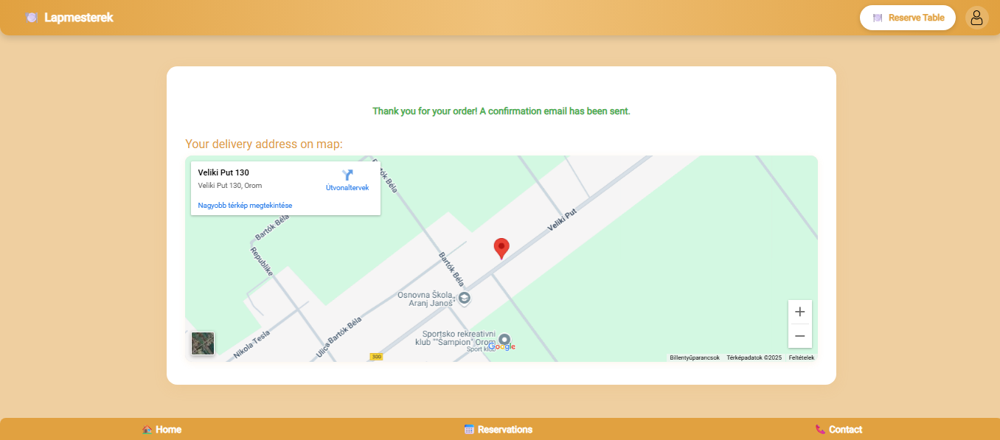 Lapmesterek
Reserve Table
Thank you for your order! A confirmation email has been sent.
Your delivery address on map:
Veliki Put 130
Veliki Put 130, Orom
Útvonaltervek
Nagyobb térkép megtekintése
Bartók Béla
Bartók Béla
Republike
Veliki Put
Bartók Béla
Osnovna Škola,,
Aranj Janoš"
Sportsko rekreativni
klub ""Šampion" Orom
Sport klub
Google
Nikola Tesla
Ulica Bartók Béla
300
Billentyűparancsok
Térképadatok ©2025
Feltételek
Home
Reservations
Contact